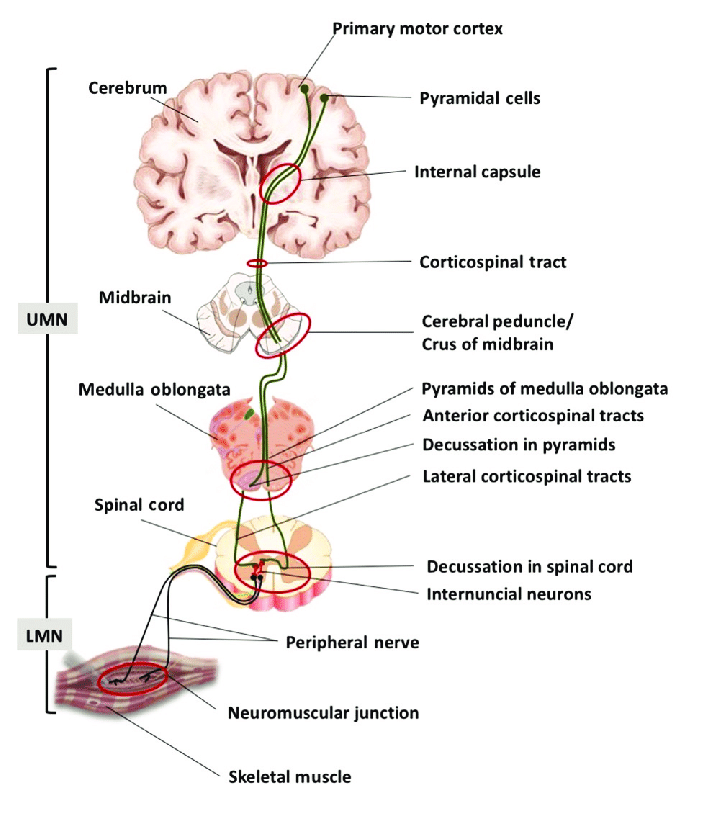 Primary motor cortex
Cerebrum
Pyramidal cells
Internal capsule
Corticospinal tract
Midbrain
UMN
Cerebral peduncle/
Crus of midbrain
Medulla oblongata
Pyramids of medulla oblongata
Anterior corticospinal tracts
Decussation in pyramids
Lateral corticospinal tracts
Spinal cord
Decussation in spinal cord
Internuncial neurons
LMN
Peripheral nerve
Neuromuscular junction
Skeletal muscle